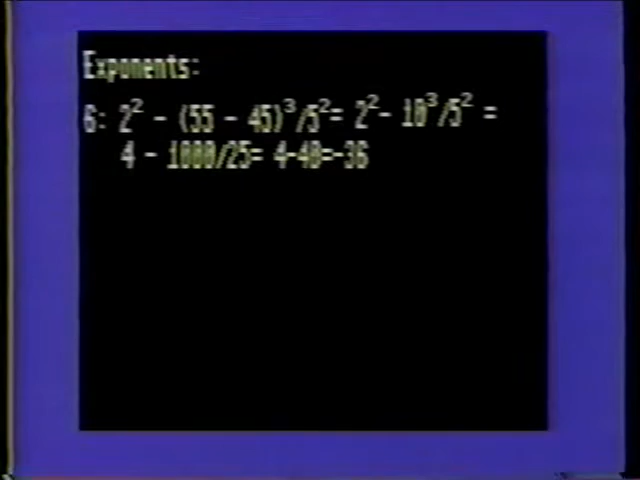 Exponents:
6: 2² - (55 - 45)³/5²= 2²- 10³/5² =
4 - 1000/25= 4-40=-36